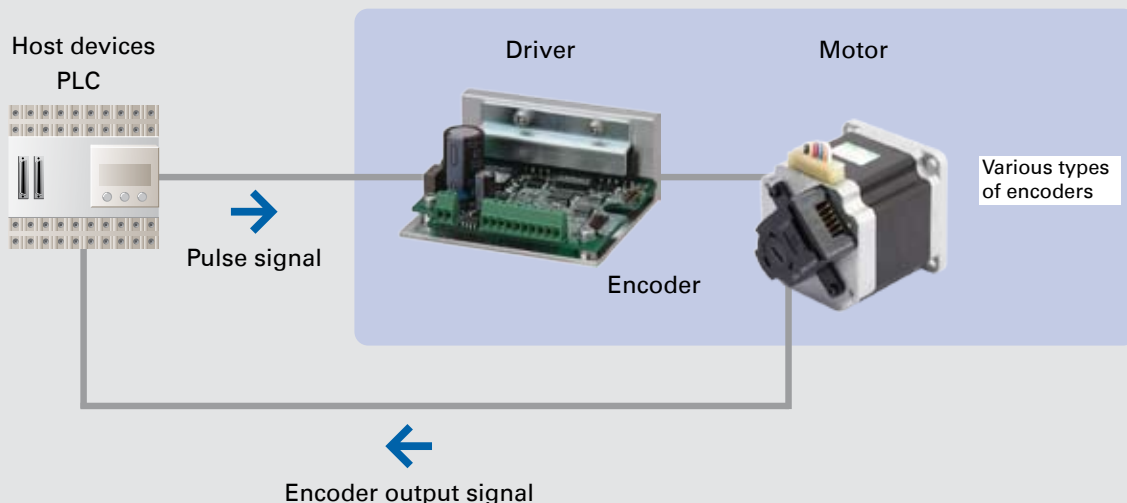 Host devices
PLC
Driver
Motor
Various types
of encoders
Pulse signal
Encoder
Encoder output signal